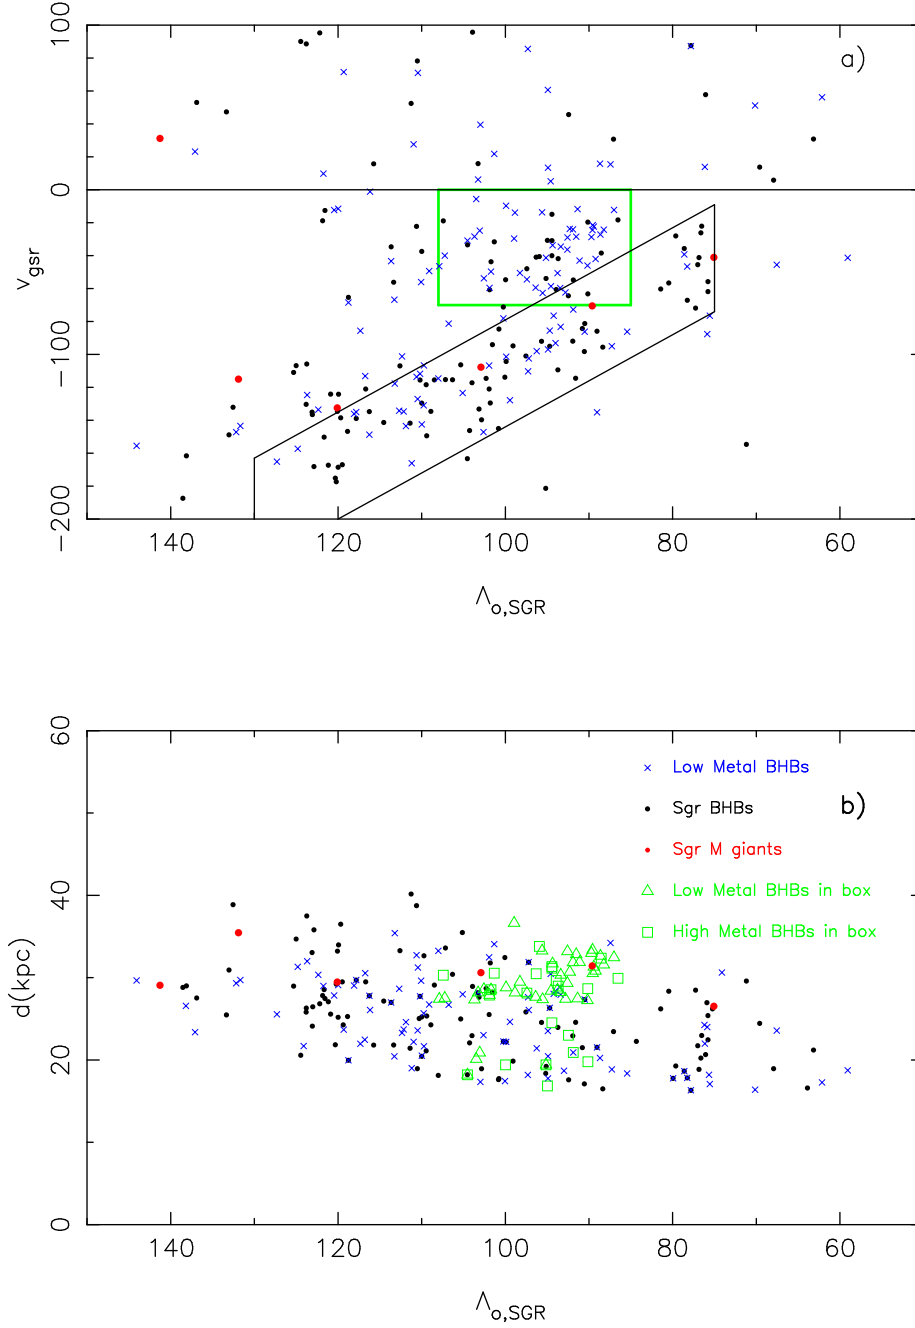 100
a)
0
−100
−200
v_gsr
140 120 100 80 60
Λ_o,SGR
60
Low Metal BHBs
Sgr BHBs
b)
Sgr M giants
40
Low Metal BHBs in box
High Metal BHBs in box
d(kpc)
20
0
140 120 100 80 60
Λ_o,SGR